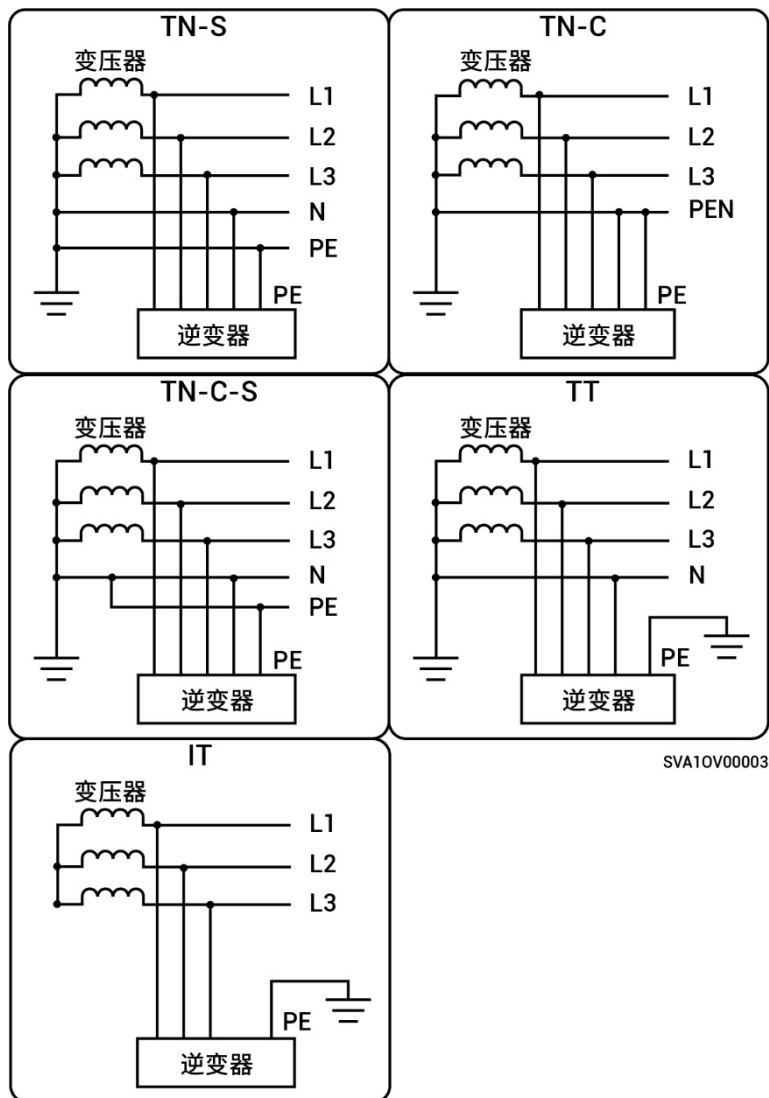 TN-S
变压器
L1
L2
L3
N
PE
PE
逆变器
TN-C
变压器
L1
L2
L3
PEN
PE
逆变器
TN-C-S
变压器
L1
L2
L3
N
PE
PE
逆变器
TT
变压器
L1
L2
L3
N
PE
逆变器
SVA10V00003
IT
变压器
L1
L2
L3
PE
逆变器